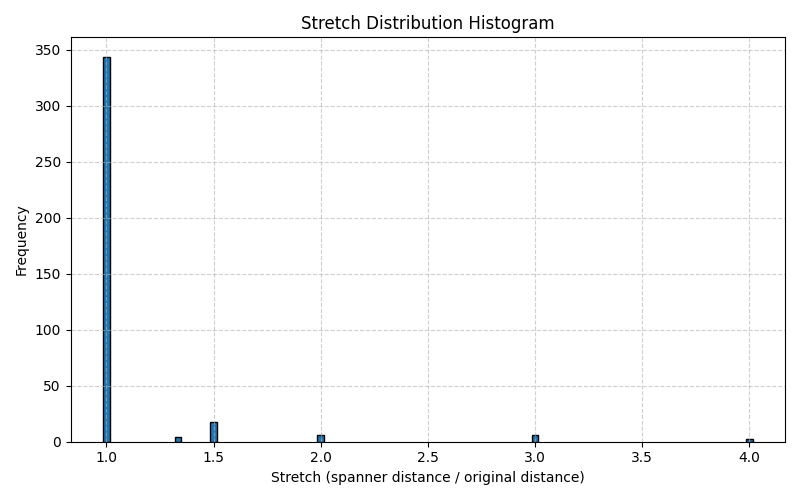 Stretch Distribution Histogram
Frequency
350
300
250
200
150
100
50
0
1.0 1.5 2.0 2.5 3.0 3.5 4.0
Stretch (spanner distance / original distance)